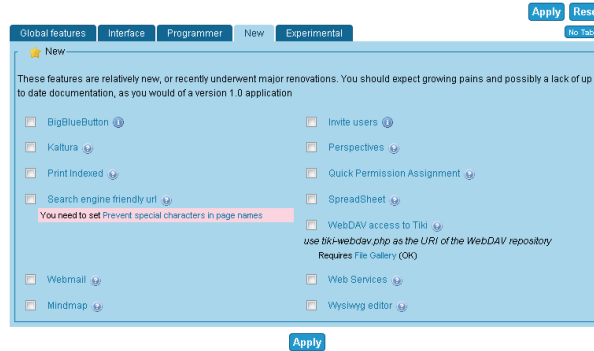 Apply
Global features Interface Programmer New Experimental
New
These features are relatively new, or recently underwent major renovations. You should expect growing pains and possibly a lack of up
to date documentation, as you would of a version 1.0 application
BigBlueButton Invite users
Kaltura Perspectives
Print Indexed Quick Permission Assignment
Search engine friendly url SpreadSheet
You need to set Prevent special characters in page names
WebDAV access to Tiki
use tiki-webdav.php as the URI of the WebDAV repository
Requires File Gallery (OK)
Webmail Web Services
Mindmap Wysiwyg editor
Apply